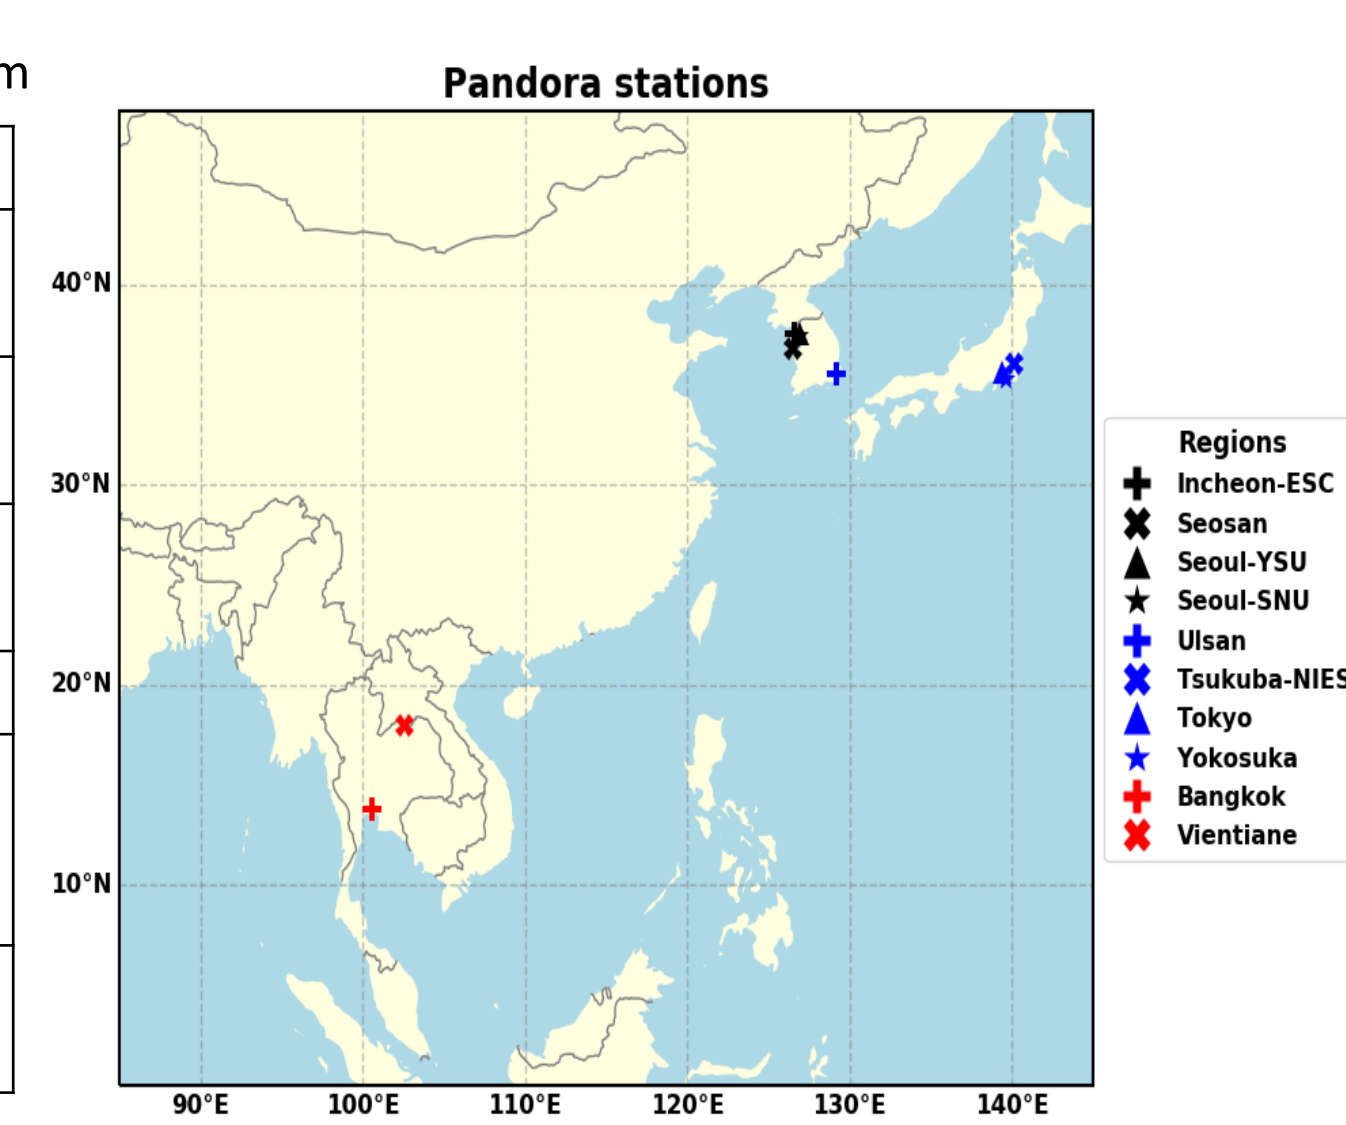 m
Pandora stations
40°N
30°N
20°N
10°N
90°E
100°E
110°E
120°E
130°E
140°E
Regions
Incheon-ESC
Seosan
Seoul-YSU
Seoul-SNU
Ulsan
Tsukuba-NIES
Tokyo
Yokosuka
Bangkok
Vientiane